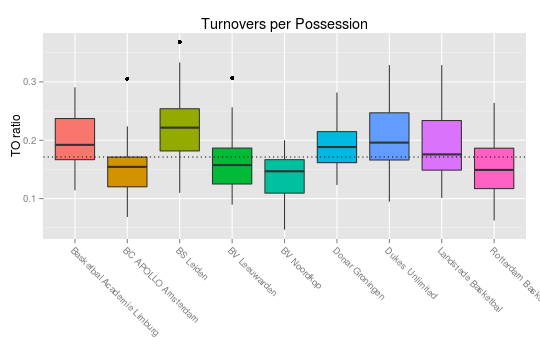 Turnovers per Possession
TO ratio
0.3
0.2
0.1
Basketbal Academie Limburg
BC APOLLO Amsterdam
BS Leiden
BV Leeuwarden
BV Noordkop
Donar Groningen
Dukes Unlimited
Landstede Basketbal
Rotterdam